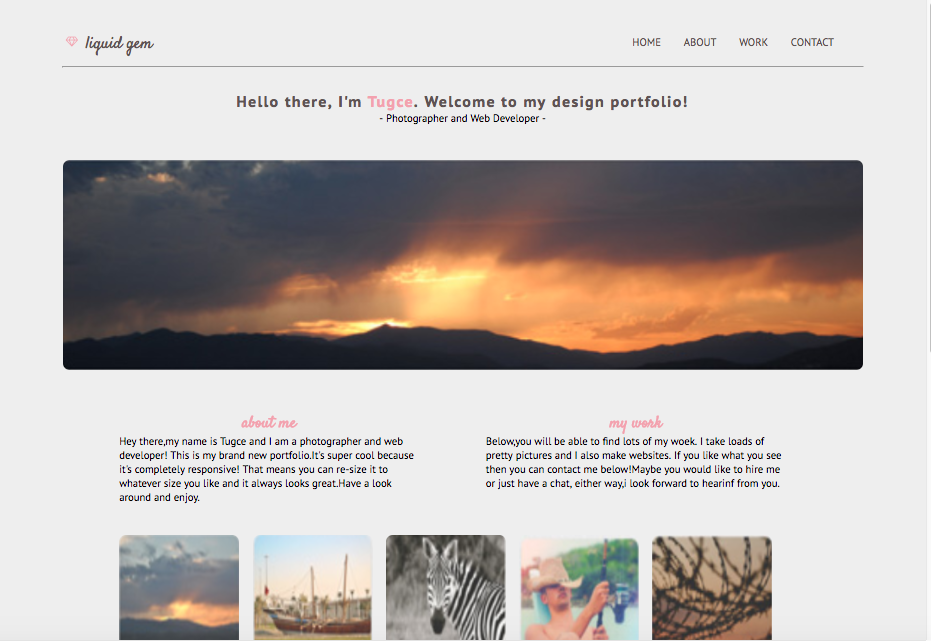 liquid gem
HOME ABOUT WORK CONTACT
Hello there, I'm Tugce. Welcome to my design portfolio!
- Photographer and Web Developer -
about me
Hey there,my name is Tugce and I am a photographer and web
developer! This is my brand new portfolio.It's super cool because
it's completely responsive! That means you can re-size it to
whatever size you like and it always looks great.Have a look
around and enjoy.
my work
Below,you will be able to find lots of my woek. I take loads of
pretty pictures and I also make websites. If you like what you see
then you can contact me below!Maybe you would like to hire me
or just have a chat, either way,i look forward to hearinf from you.